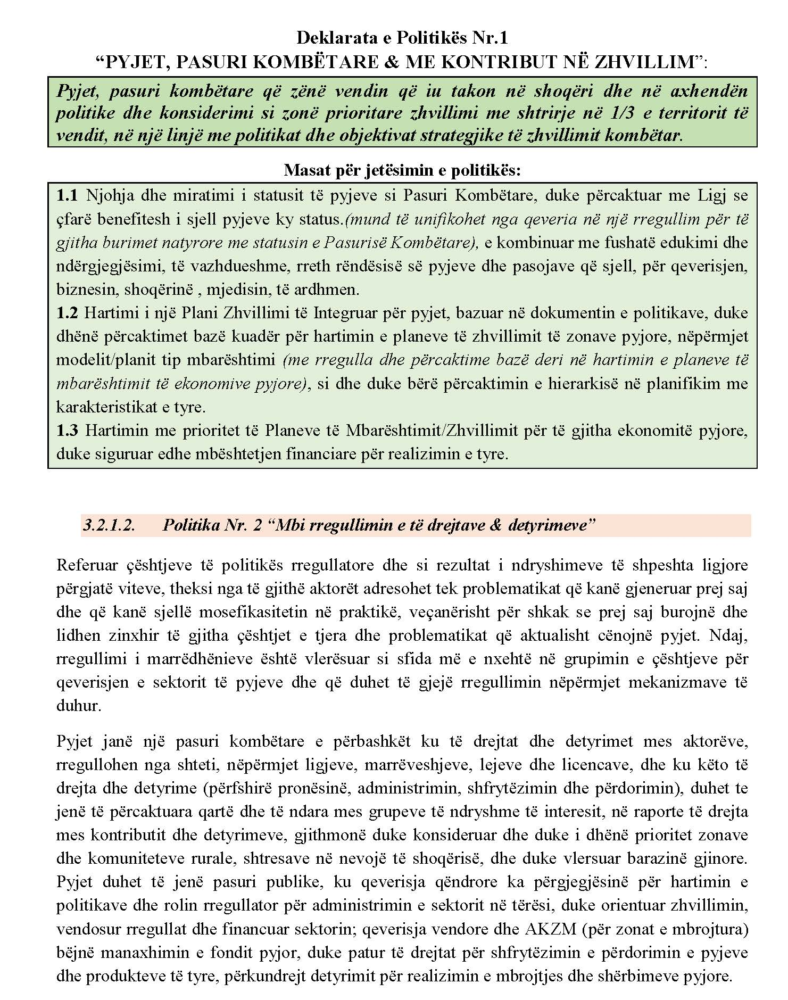 Deklarata e Politikës Nr.1
“PYJET, PASURI KOMBËTARE & ME KONTRIBUT NË ZHVILLIM”:
Pyjet, pasuri kombëtare që zënë vendin që iu takon në shoqëri dhe në axhendën
politike dhe konsiderimi si zonë prioritare zhvillimi me shtrirje në 1/3 e territorit të
vendit, në një linjë me politikat dhe objektivat strategjike të zhvillimit kombëtar.
Masat për jetësimin e politikës:
1.1 Njohja dhe miratimi i statusit të pyjeve si Pasuri Kombëtare, duke përcaktuar me Ligj se
çfarë benefitesh i sjell pyjeve ky status.(mund të unifikohet nga qeveria në një rregullim për të
gjitha burimet natyrore me statusin e Pasurisë Kombëtare), e kombinuar me fushatë edukimi dhe
ndërgjegjësimi, të vazhdueshme, rreth rëndësisë së pyjeve dhe pasojave që sjell, për qeverisjen,
biznesin, shoqërinë , mjedisin, të ardhmen.
1.2 Hartimi i një Plani Zhvillimi të Integruar për pyjet, bazuar në dokumentin e politikave, duke
dhënë përcaktimet bazë kuadër për hartimin e planeve të zhvillimit të zonave pyjore, nëpërmjet
modelit/planit tip mbarështimi (me rregulla dhe përcaktime bazë deri në hartimin e planeve të
mbarështimit të ekonomive pyjore), si dhe duke bërë përcaktimin e hierarkisë në planifikim me
karakteristikat e tyre.
1.3 Hartimin me prioritet të Planeve të Mbarështimit/Zhvillimit për të gjitha ekonomitë pyjore,
duke siguruar edhe mbështetjen financiare për realizimin e tyre.
3.2.1.2. Politika Nr. 2 “Mbi rregullimin e të drejtave & detyrimeve”
Referuar çështjeve të politikës rregullatore dhe si rezultat i ndryshimeve të shpeshta ligjore
përgjatë viteve, theksi nga të gjithë aktorët adresohet tek problematikat që kanë gjeneruar prej saj
dhe që kanë sjellë mosefikasitetin në praktikë, veçanërisht për shkak se prej saj burojnë dhe
lidhen zinxhir të gjitha çështjet e tjera dhe problematikat që aktualisht cënojnë pyjet. Ndaj,
rregullimi i marrëdhënieve është vlerësuar si sfida më e nxehtë në grupimin e çështjeve për
qeverisjen e sektorit të pyjeve dhe që duhet të gjejë rregullimin nëpërmjet mekanizmave të
duhur.
Pyjet janë një pasuri kombëtare e përbashkët ku të drejtat dhe detyrimet mes aktorëve,
rregullohen nga shteti, nëpërmjet ligjeve, marrëveshjeve, lejeve dhe licencave, dhe ku këto të
drejta dhe detyrime (përfshirë pronësinë, administrimin, shfrytëzimin dhe përdorimin), duhet te
jenë të përcaktuara qartë dhe të ndara mes grupeve të ndryshme të interesit, në raporte të drejta
mes kontributit dhe detyrimeve, gjithmonë duke konsideruar dhe duke i dhënë prioritet zonave
dhe komuniteteve rurale, shtresave në nevojë të shoqërisë, dhe duke vlersuar barazinë gjinore.
Pyjet duhet të jenë pasuri publike, ku qeverisja qëndrore ka përgjegjësinë për hartimin e
politikave dhe rolin rregullator për administrimin e sektorit në tërësi, duke orientuar zhvillimin,
vendosur rregullat dhe financuar sektorin; qeverisja vendore dhe AKZM (për zonat e mbrojtura)
bëjnë manaxhimin e fondit pyjor, duke patur të drejtat për shfrytëzimin e përdorimin e pyjeve
dhe produkteve të tyre, përkundrejt detyrimit për realizimin e mbrojtjes dhe shërbimeve pyjore.